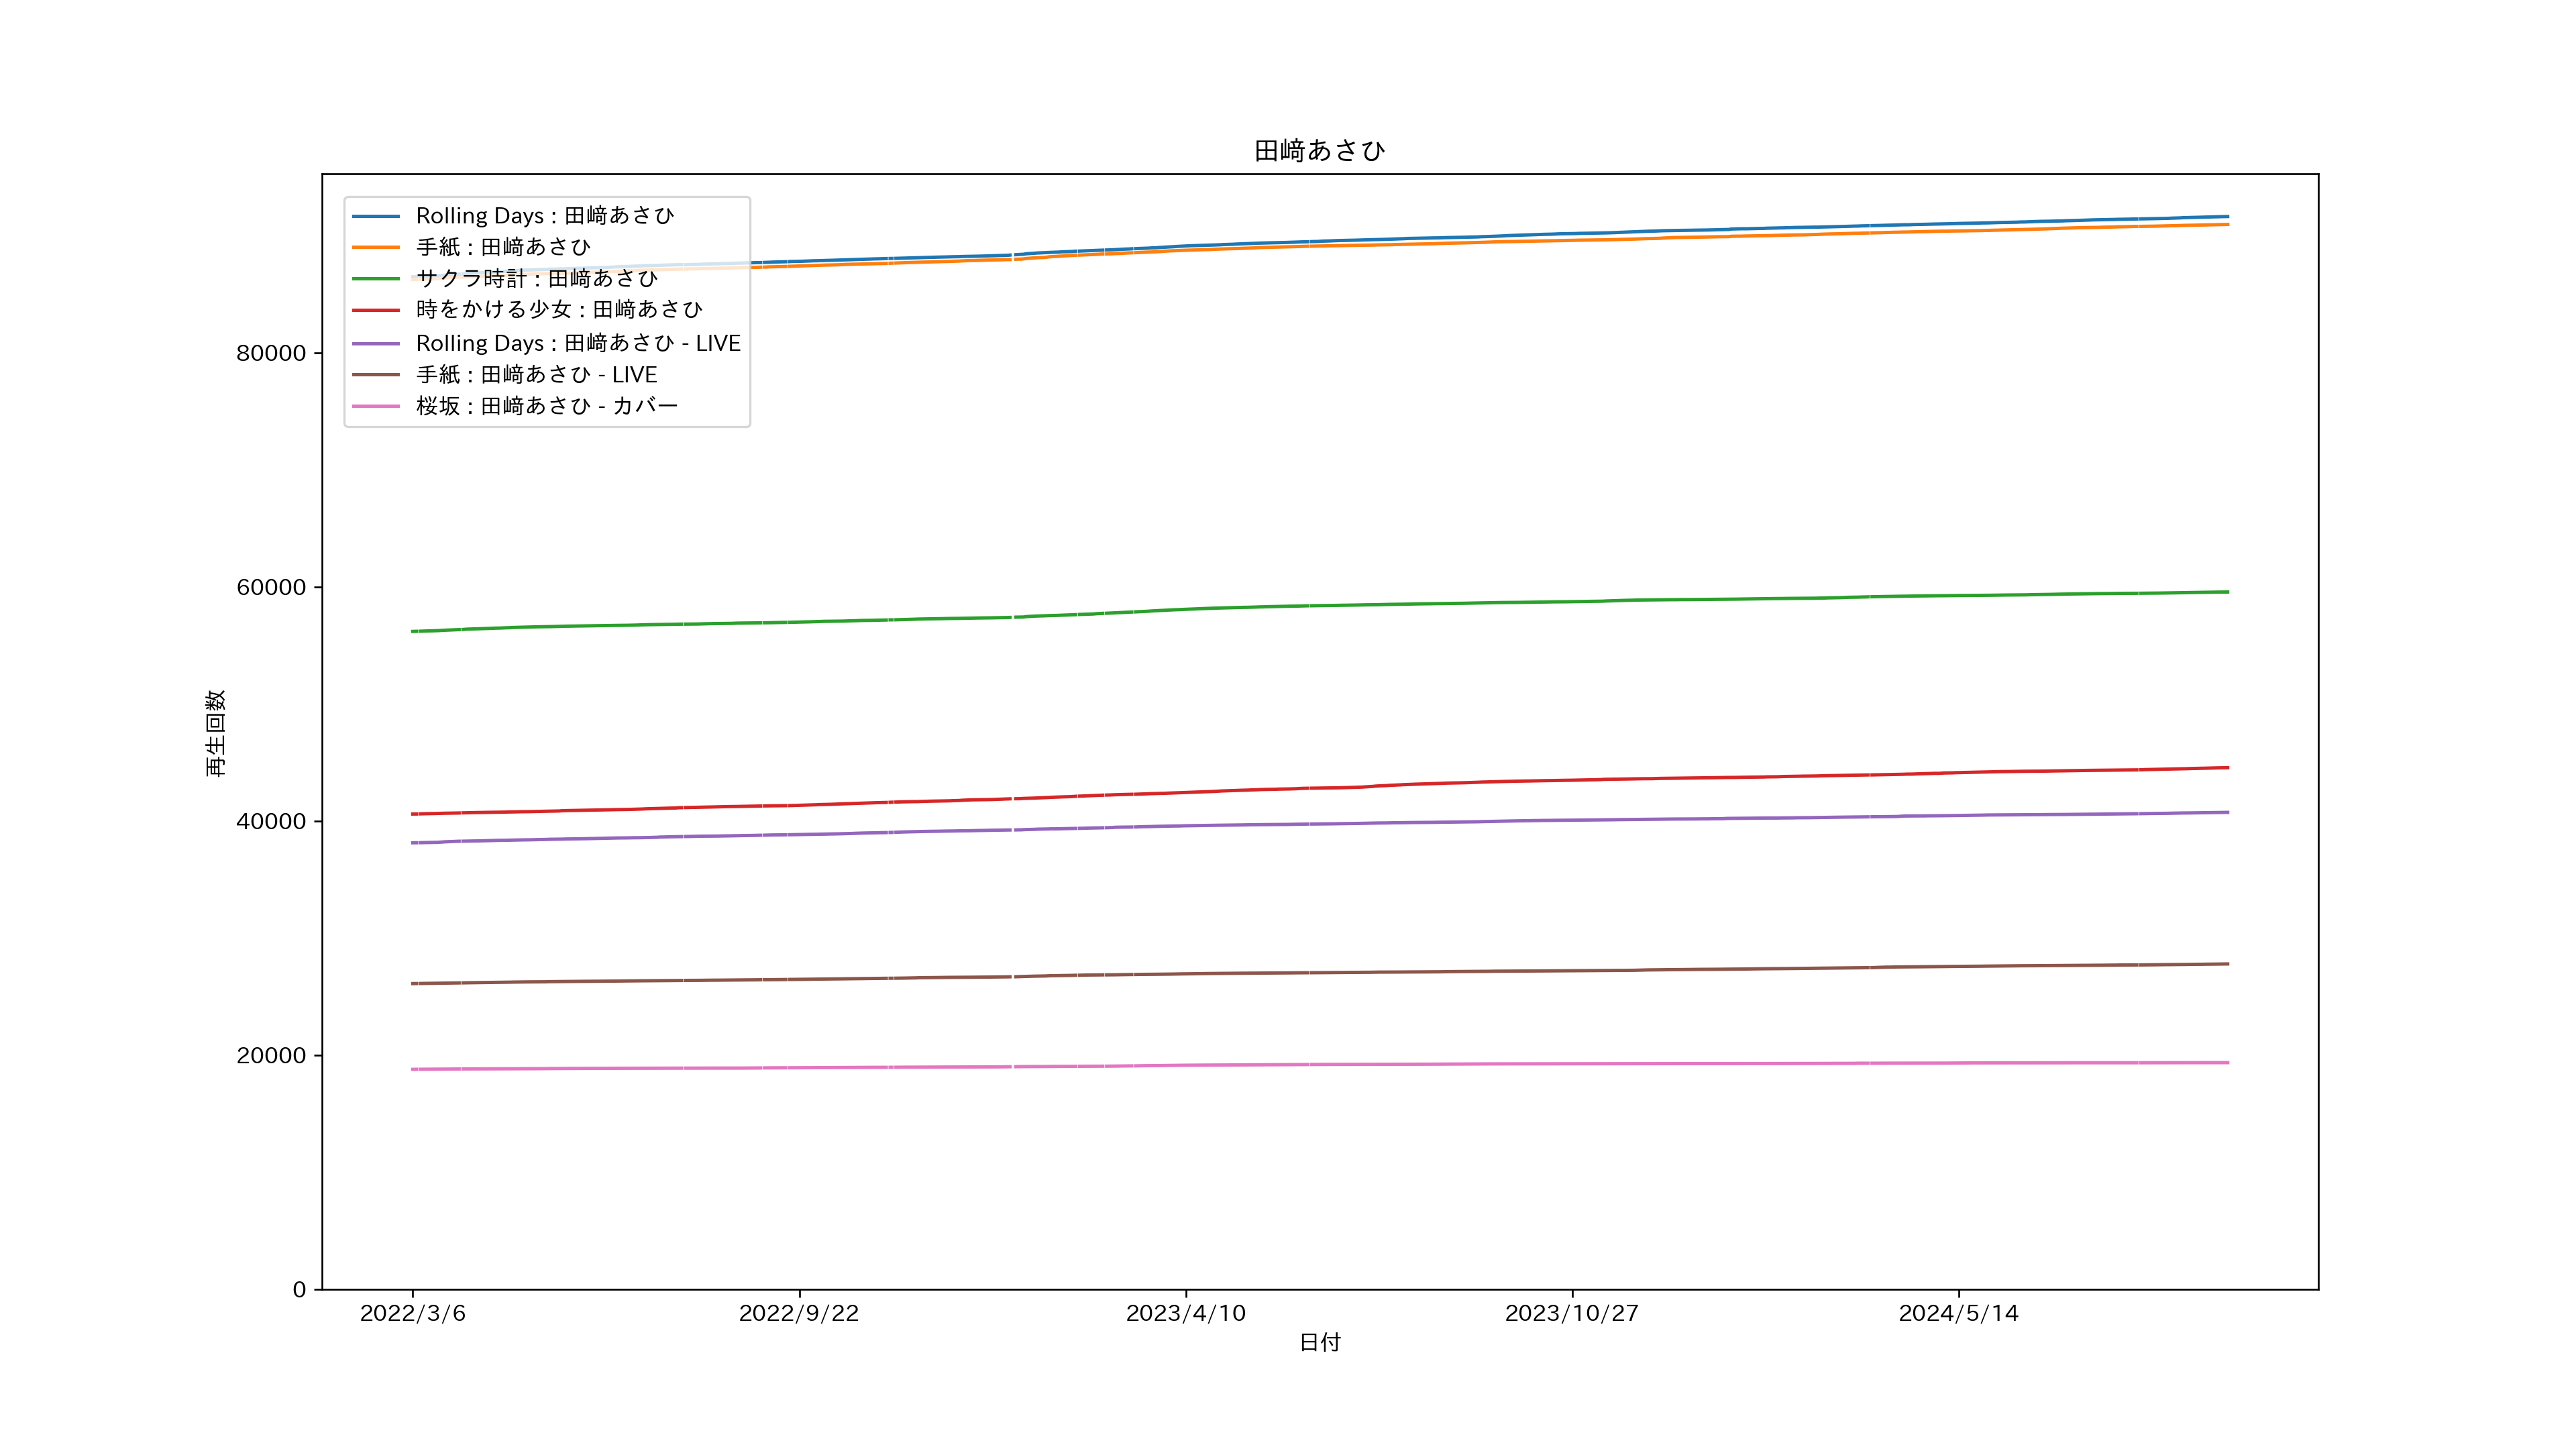 田﨑あさひ
Rolling Days : 田﨑あさひ
手紙 : 田﨑あさひ
サクラ時計 : 田﨑あさひ
時をかける少女 : 田﨑あさひ
Rolling Days : 田﨑あさひ - LIVE
手紙 : 田﨑あさひ - LIVE
桜坂 : 田﨑あさひ - カバー
80000
60000
40000
20000
0
再生回数
2022/3/6
2022/9/22
2023/4/10
2023/10/27
2024/5/14
日付